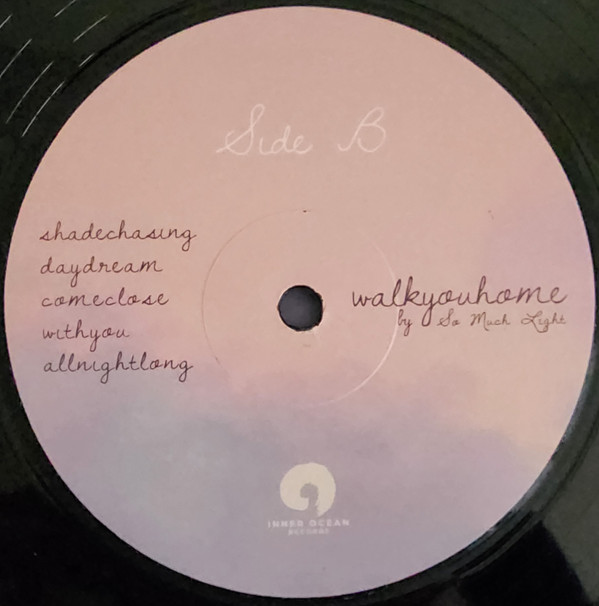 Side B
shadechasing
daydream
comeclose
withyou
allnightlong
walkyouhome
by So Much Light
INNER OCEAN
RECORDS